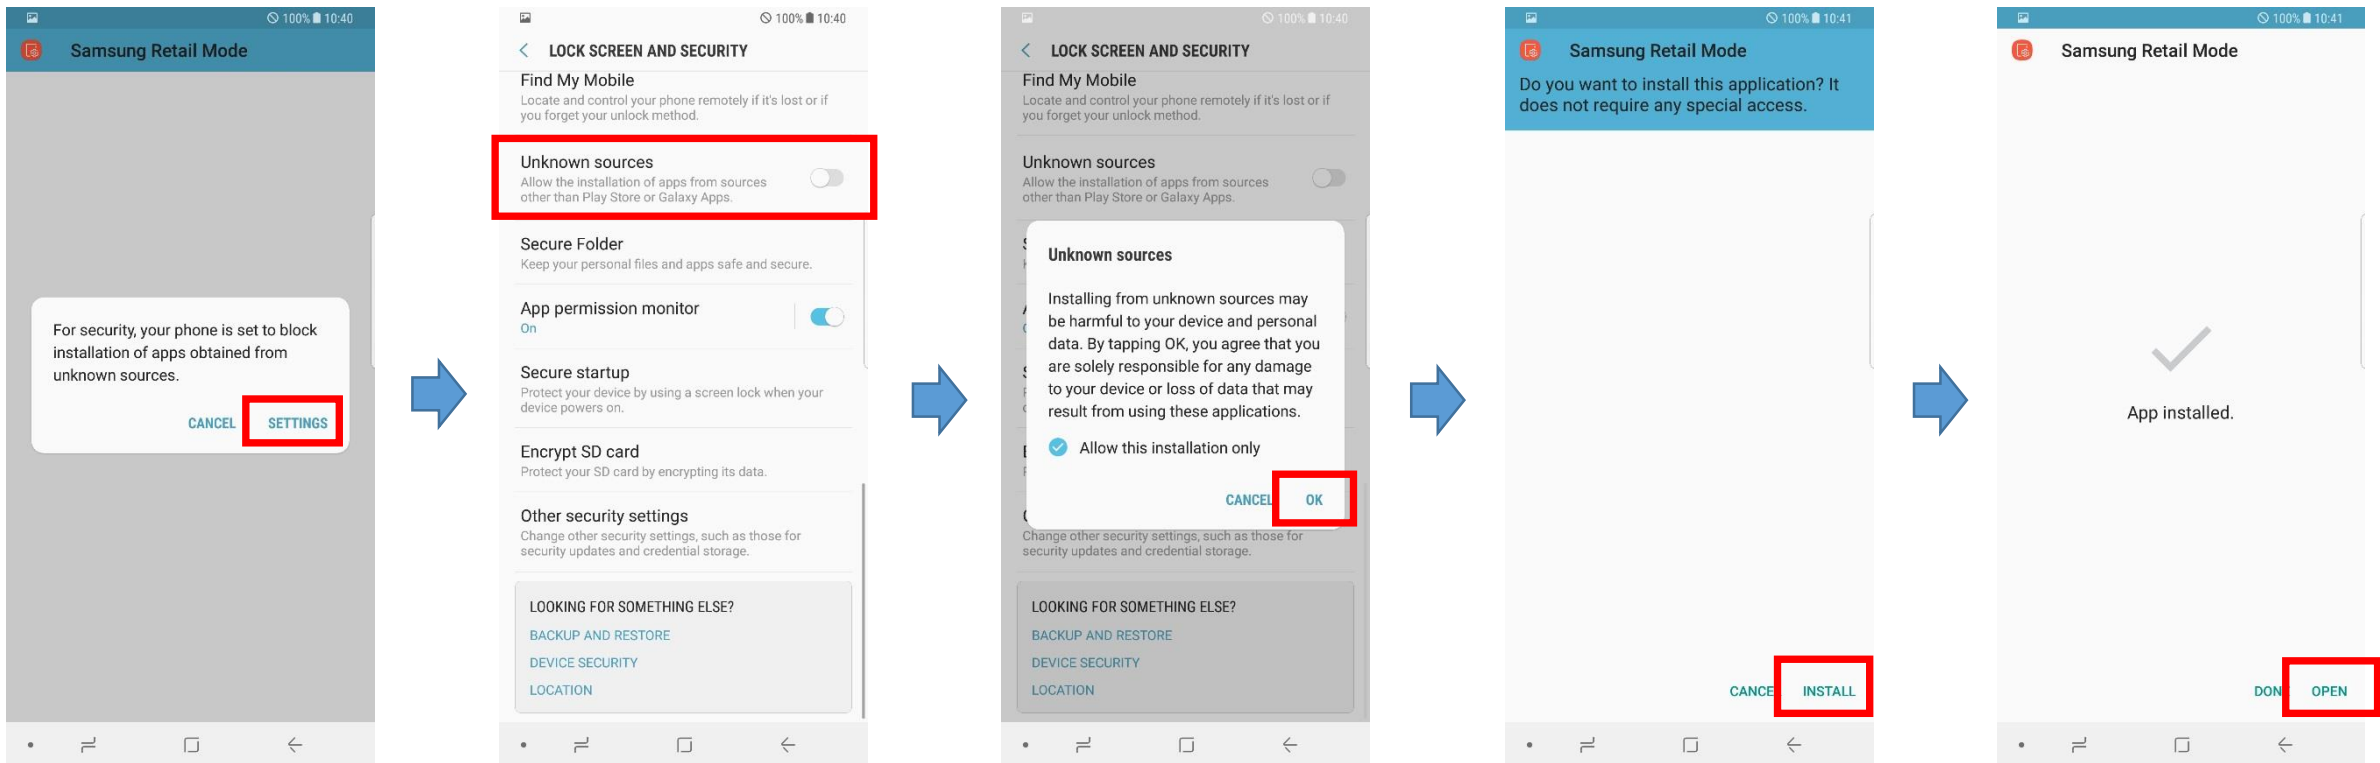 100% 10:40
Samsung Retail Mode
For security, your phone is set to block
installation of apps obtained from
unknown sources.
CANCEL SETTINGS
100% 10:40
LOCK SCREEN AND SECURITY
Find My Mobile
Locate and control your phone remotely if it's lost or if
you forget your unlock method.
Unknown sources
Allow the installation of apps from sources
other than Play Store or Galaxy Apps.
Secure Folder
Keep your personal files and apps safe and secure.
App permission monitor
On
Secure startup
Protect your device by using a screen lock when your
device powers on.
Encrypt SD card
Protect your SD card by encrypting its data.
Other security settings
Change other security settings, such as those for
security updates and credential storage.
LOOKING FOR SOMETHING ELSE?
BACKUP AND RESTORE
DEVICE SECURITY
LOCATION
100% 10:40
LOCK SCREEN AND SECURITY
Find My Mobile
Locate and control your phone remotely if it's lost or if
you forget your unlock method.
Unknown sources
Allow the installation of apps from sources
other than Play Store or Galaxy Apps.
Unknown sources
Installing from unknown sources may
be harmful to your device and personal
data. By tapping OK, you agree that you
are solely responsible for any damage
to your device or loss of data that may
result from using these applications.
Allow this installation only
CANCEL OK
Change other security settings, such as those for
security updates and credential storage.
LOOKING FOR SOMETHING ELSE?
BACKUP AND RESTORE
DEVICE SECURITY
LOCATION
100% 10:41
Samsung Retail Mode
Do you want to install this application? It
does not require any special access.
CANCE INSTALL
100% 10:41
Samsung Retail Mode
App installed.
DON OPEN